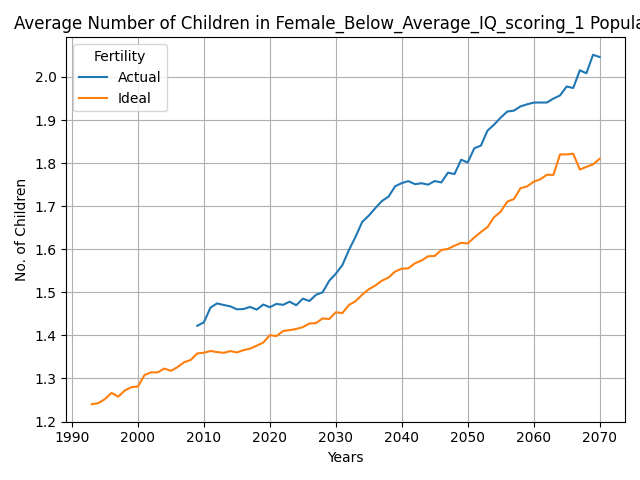 Average Number of Children in Female_Below_Average_IQ_scoring_1 Popula
Fertility
Actual
Ideal
No. of Children
2.0
1.9
1.8
1.7
1.6
1.5
1.4
1.3
1.2
1990 2000 2010 2020 2030 2040 2050 2060 2070
Years